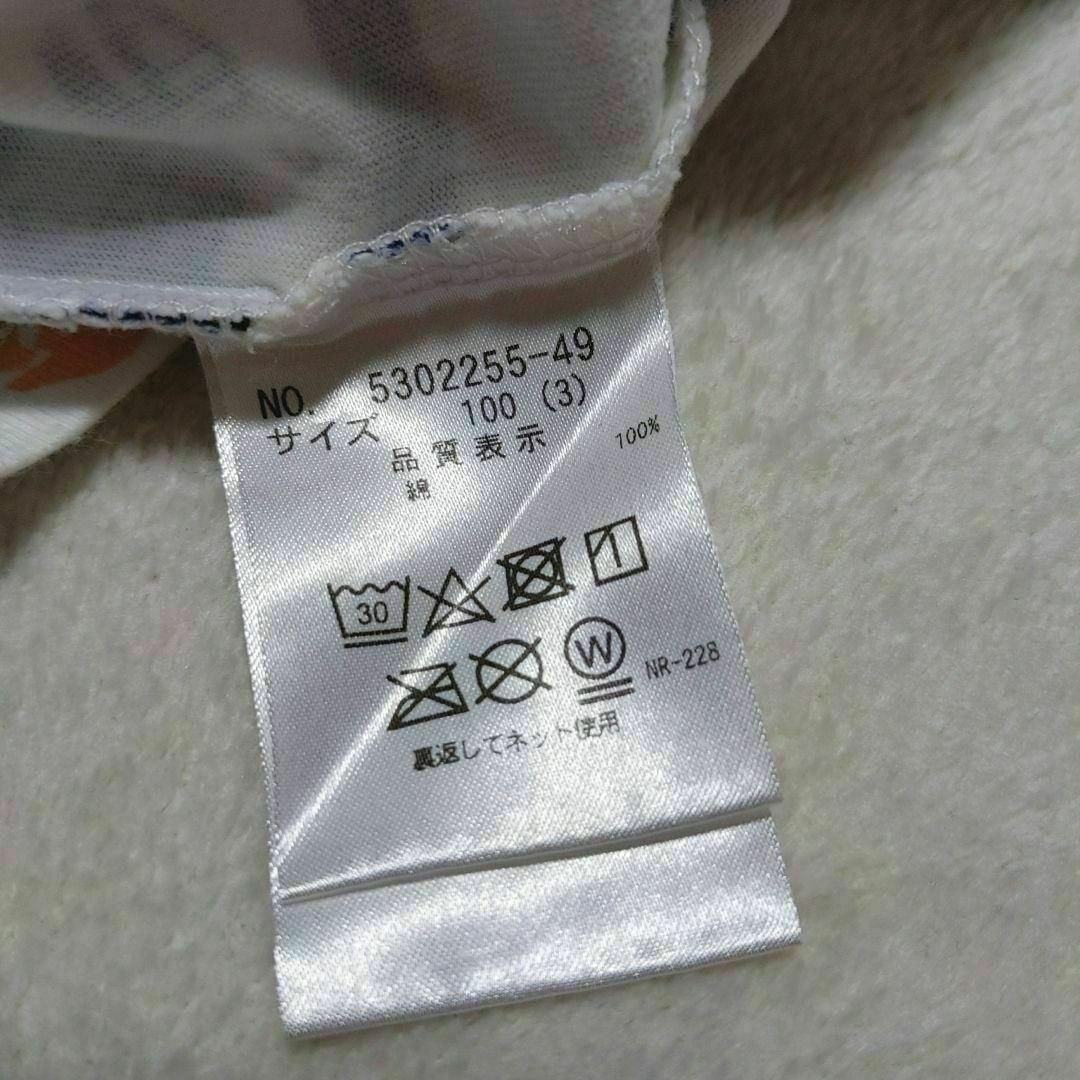 NO. 5302255-49
サイズ 100 (3)
品質表示
綿 100%
30
W
NR-228
裏返してネット使用